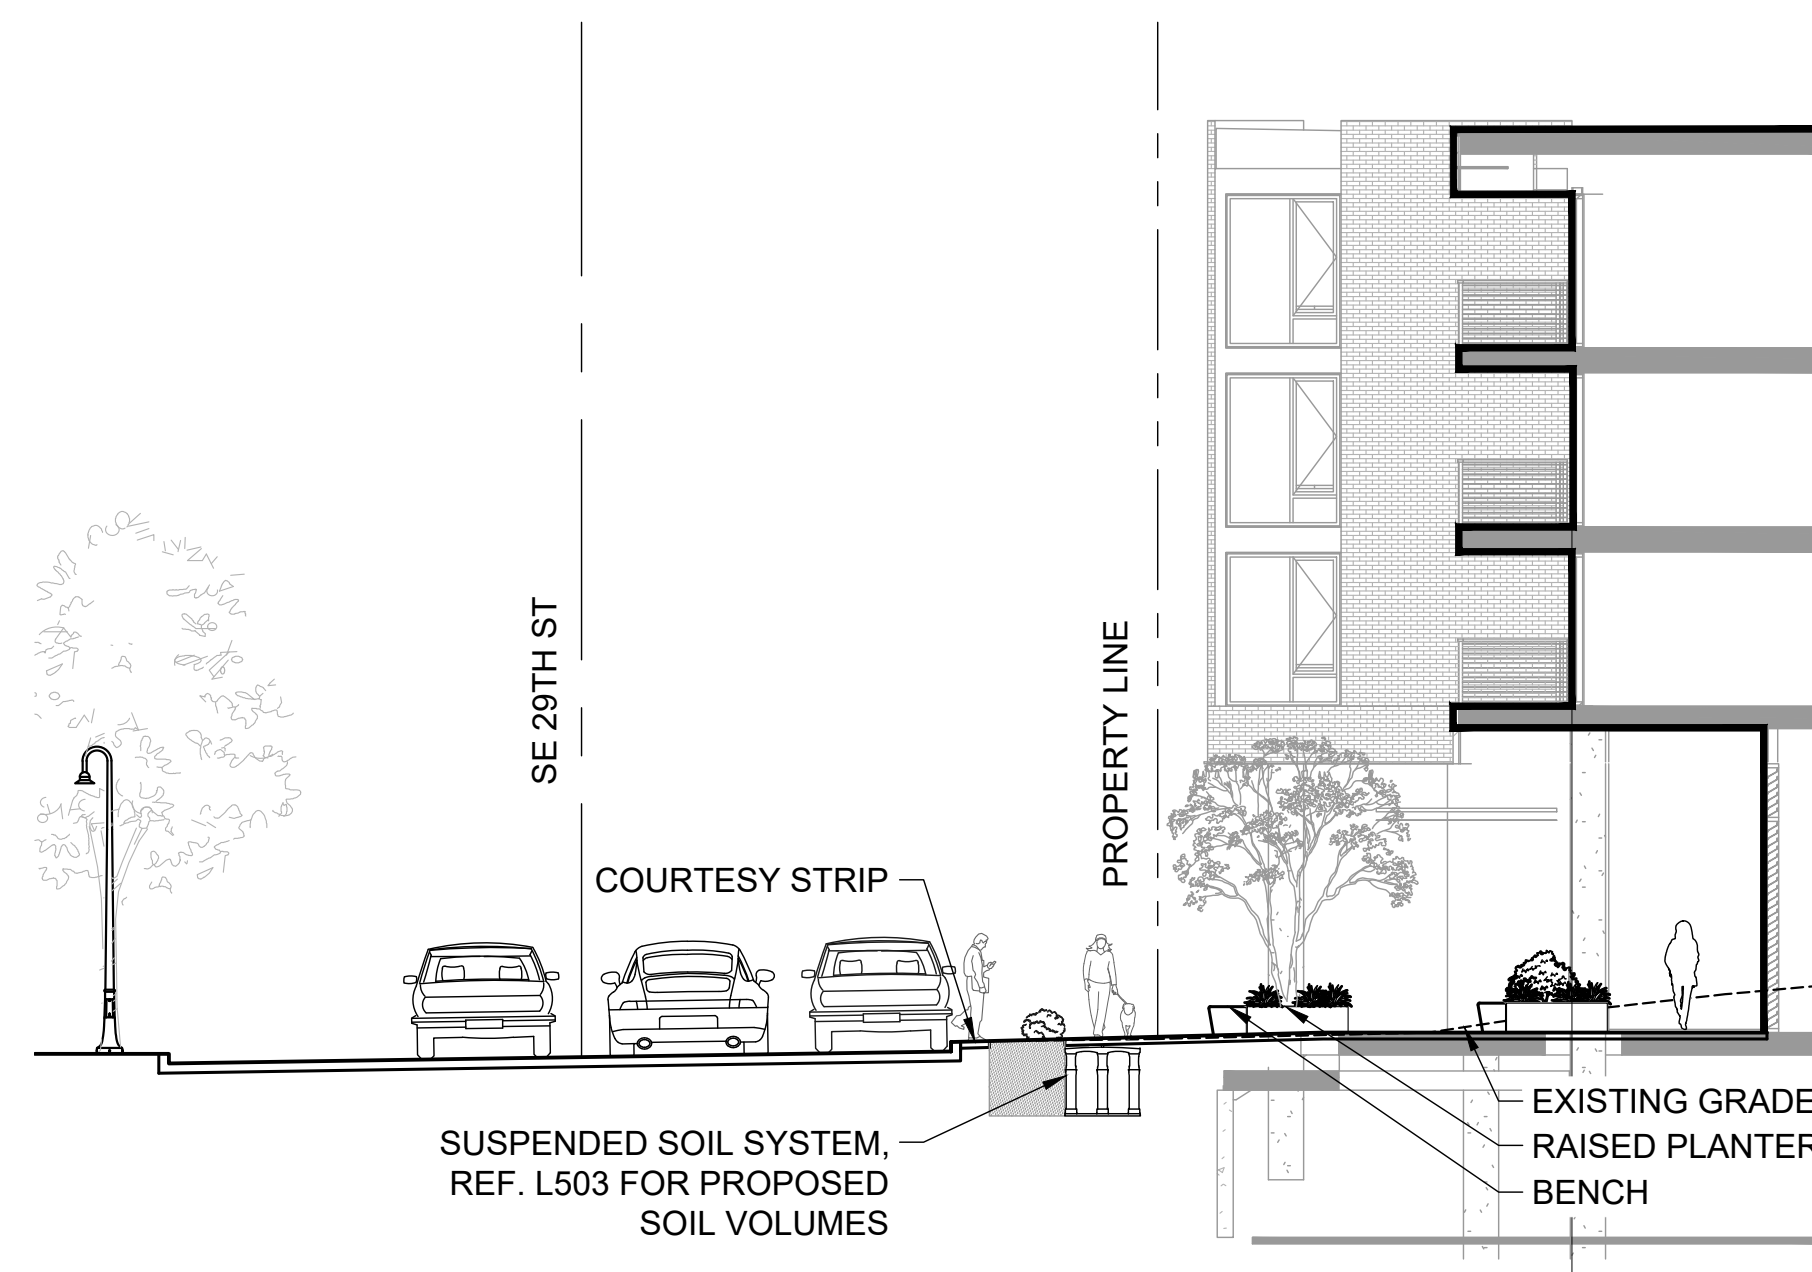 SE 29TH ST
PROPERTY LINE
COURTESY STRIP
SUSPENDED SOIL SYSTEM,
REF. L503 FOR PROPOSED
SOIL VOLUMES
EXISTING GRADE
RAISED PLANTER
BENCH